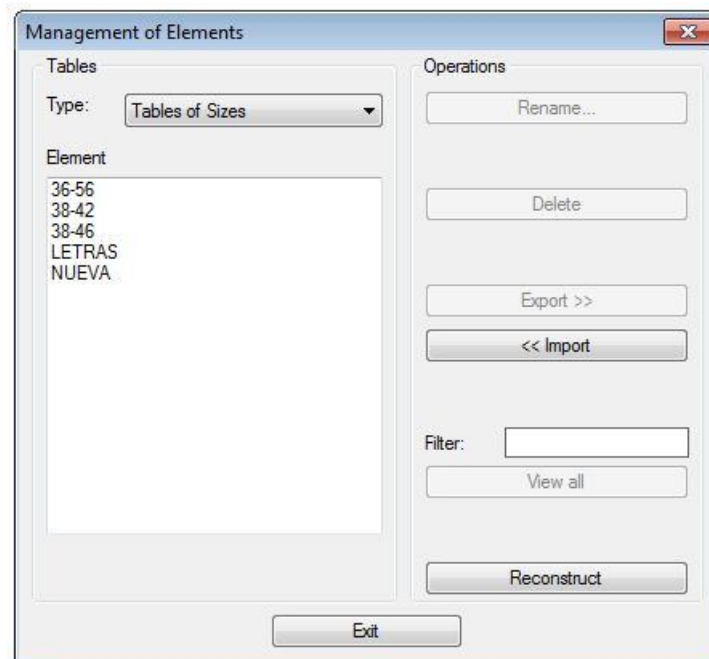 Management of Elements
Tables
Type:
Tables of Sizes
Element
36-56
38-42
38-46
LETRAS
NUEVA
Operations
Rename...
Delete
Export >>
<< Import
Filter:
View all
Reconstruct
Exit